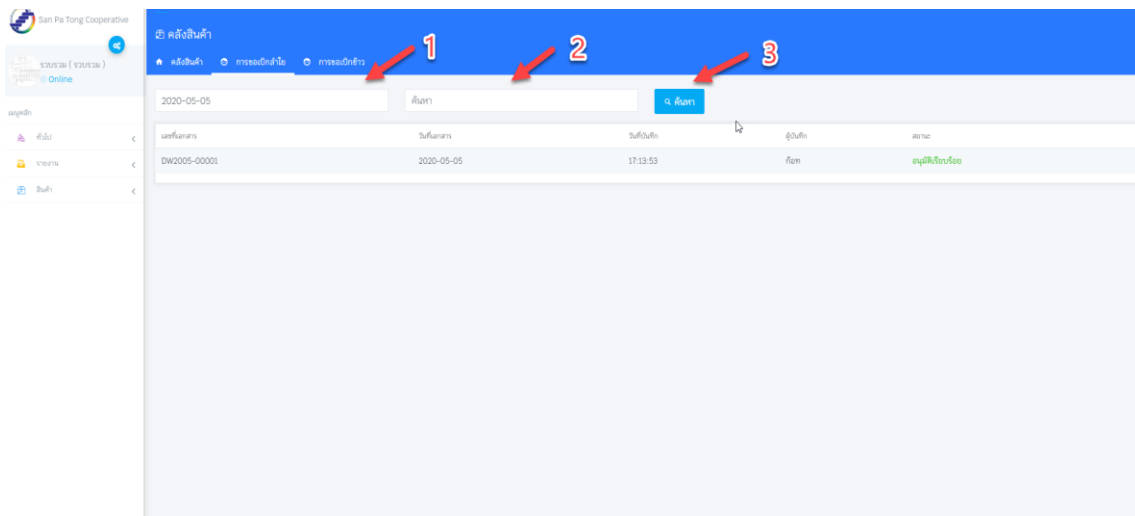 San Pa Tong Cooperative
รวบรวม ( รวบรวม )
Online
เมนูหลัก
ทั่วไป
รายงาน
สินค้า
คลังสินค้า
คลังสินค้า การขอเบิกลำไย การขอเบิกข้าว
1 2 3
2020-05-05 ค้นหา ค้นหา
เลขที่เอกสาร วันที่เอกสาร วันที่บันทึก ผู้บันทึก สถานะ
DW2005-00001 2020-05-05 17:13:53 ก้อท อนุมัติเรียบร้อย